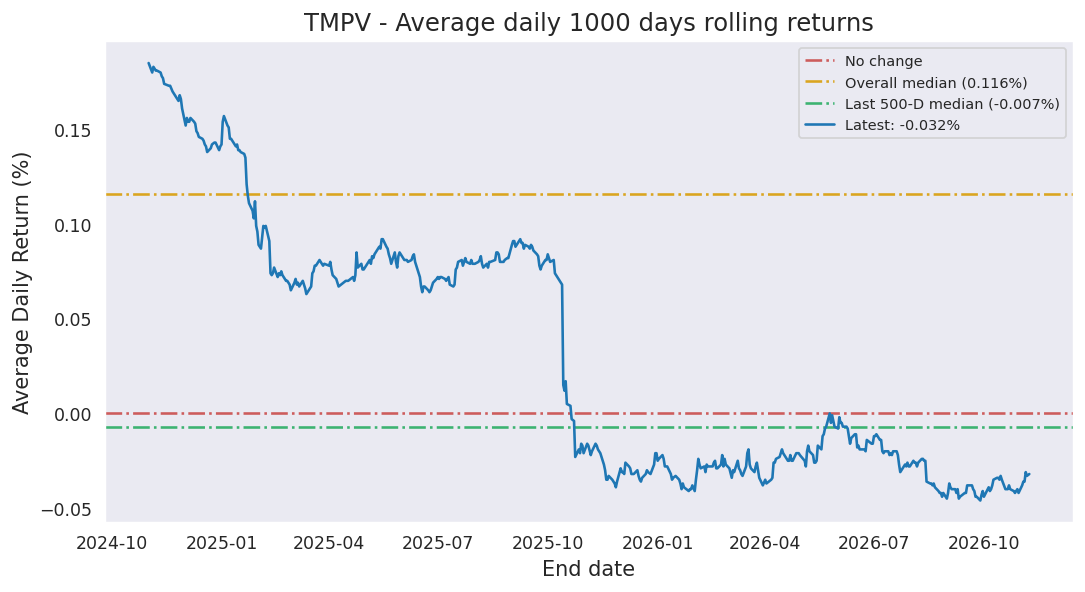 TMPV - Average daily 1000 days rolling returns
No change
Overall median (0.116%)
Last 500-D median (-0.007%)
Latest: -0.032%
Average Daily Return (%)
0.15
0.10
0.05
0.00
−0.05
2024-10 2025-01 2025-04 2025-07 2025-10 2026-01 2026-04 2026-07 2026-10
End date